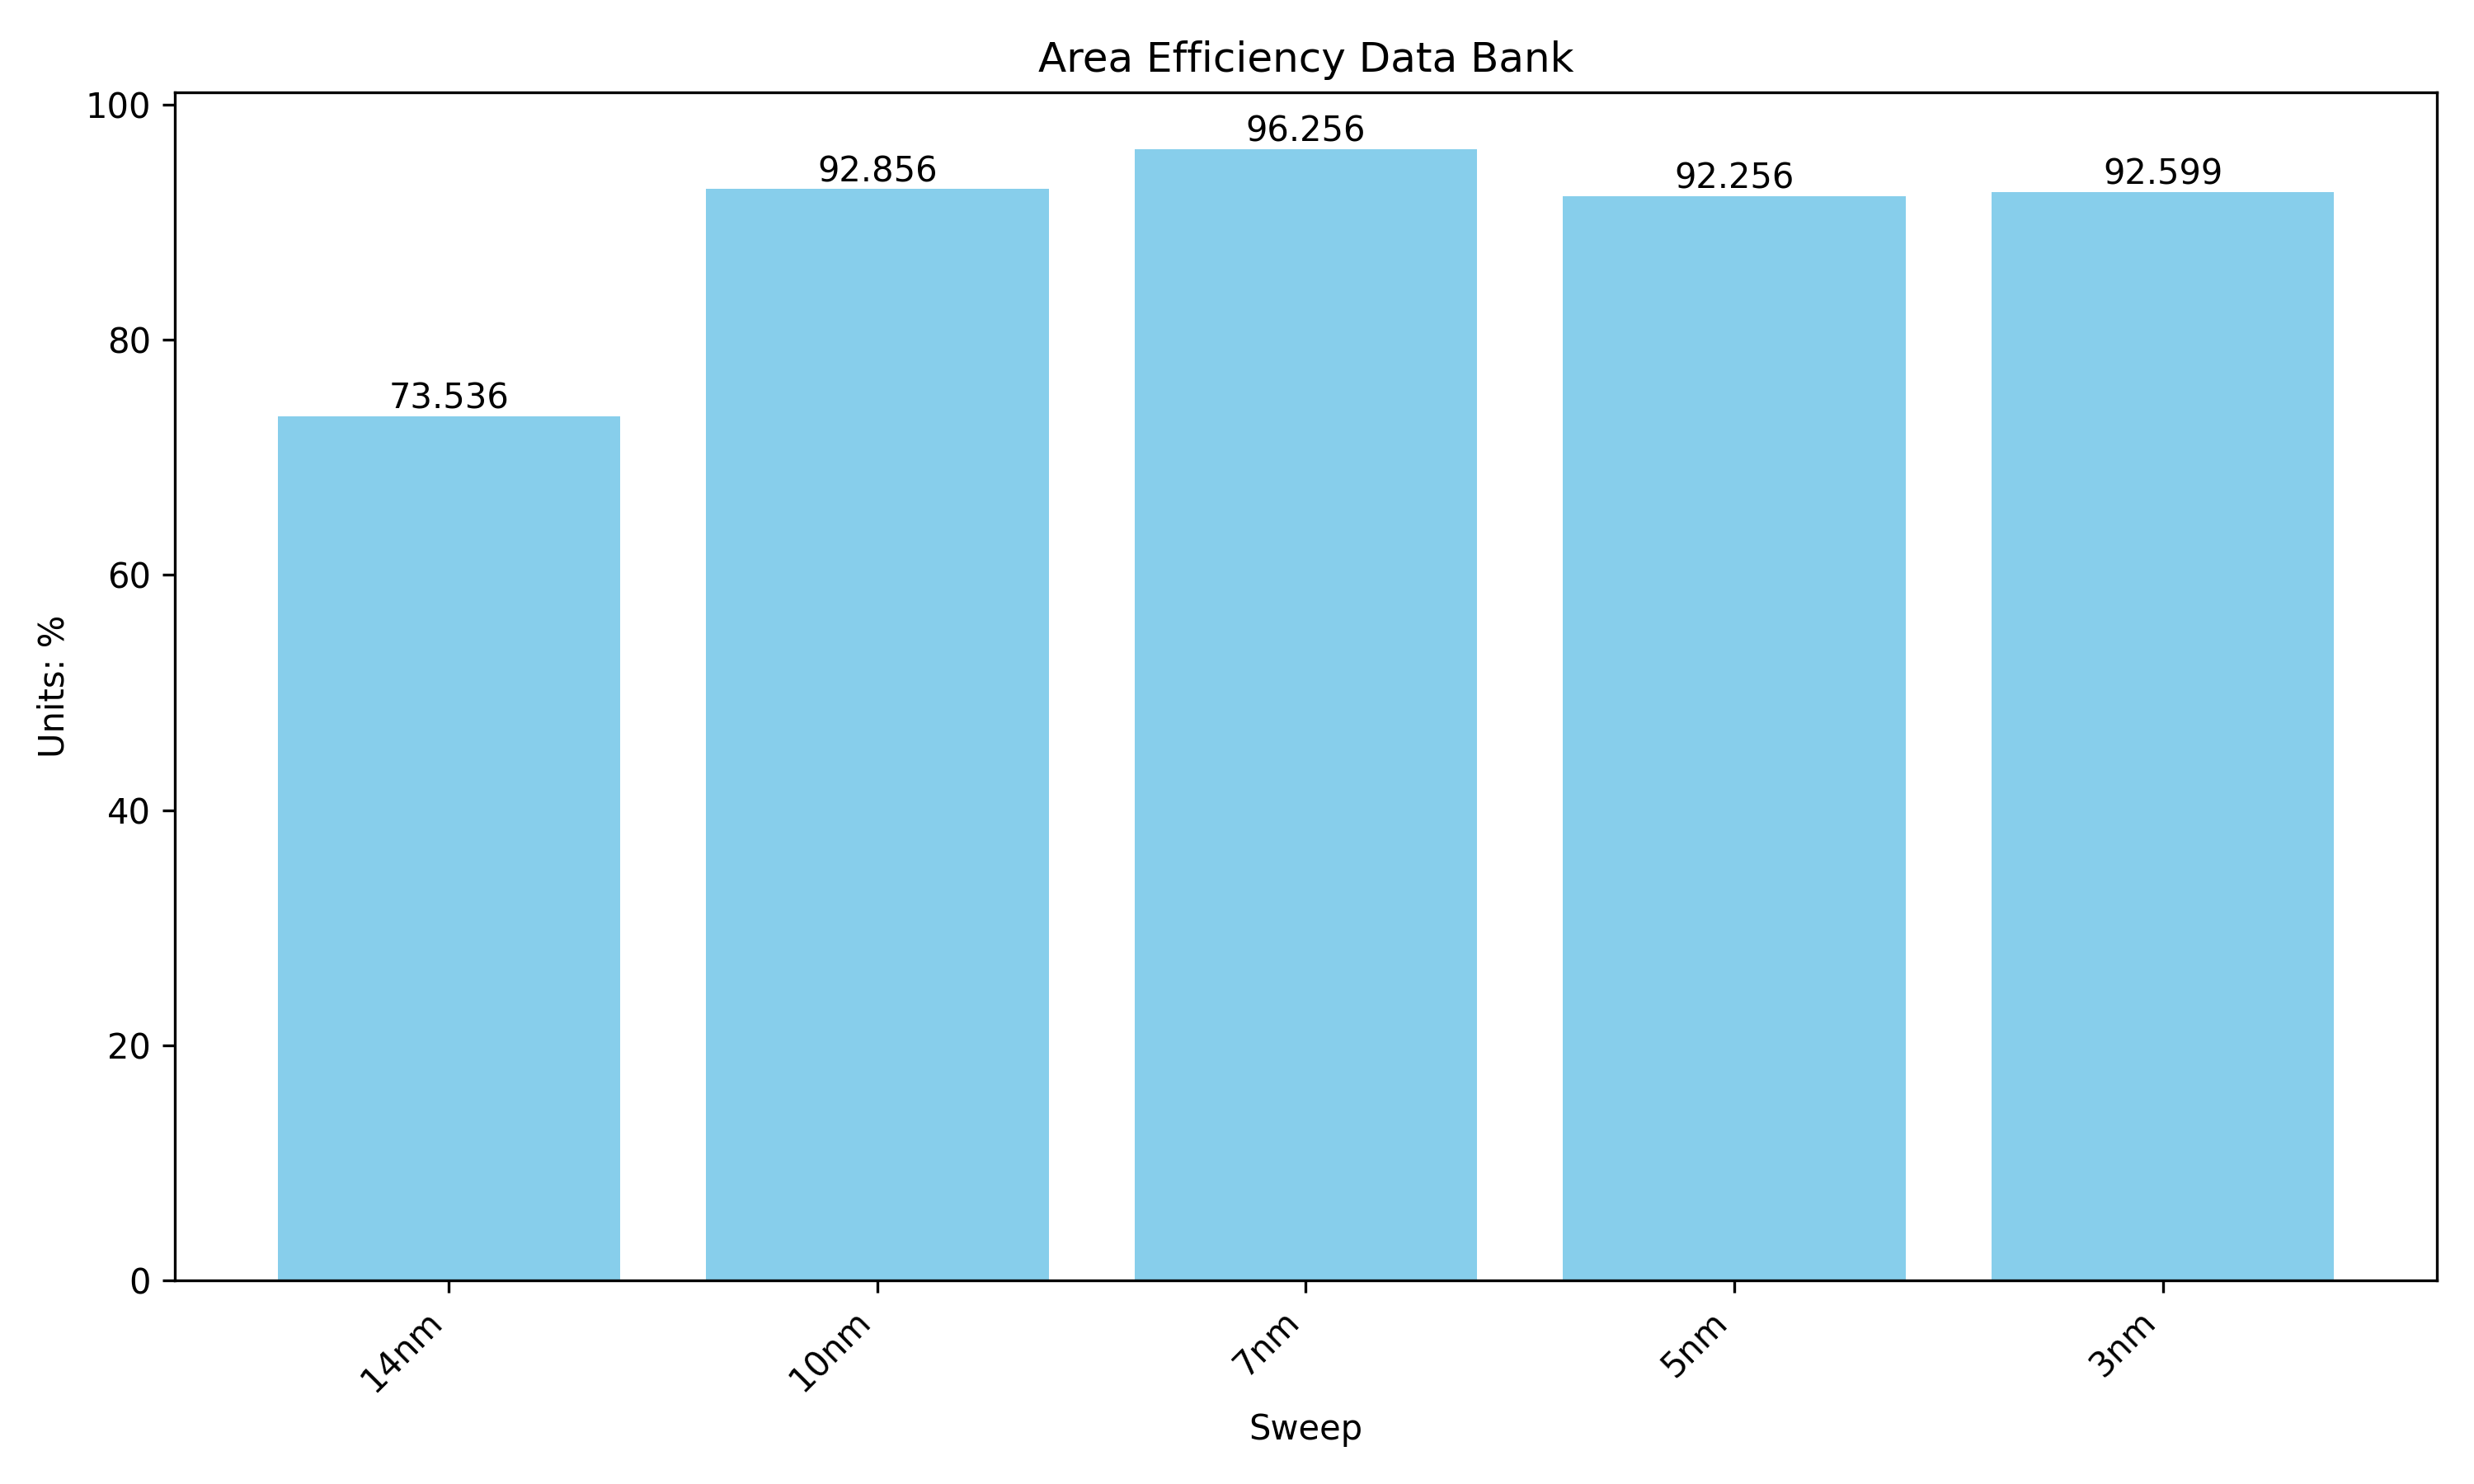 Area Efficiency Data Bank
100
80
60
40
20
0
Units: %
73.536
92.856
96.256
92.256
92.599
14nm
10nm
7nm
5nm
3nm
Sweep